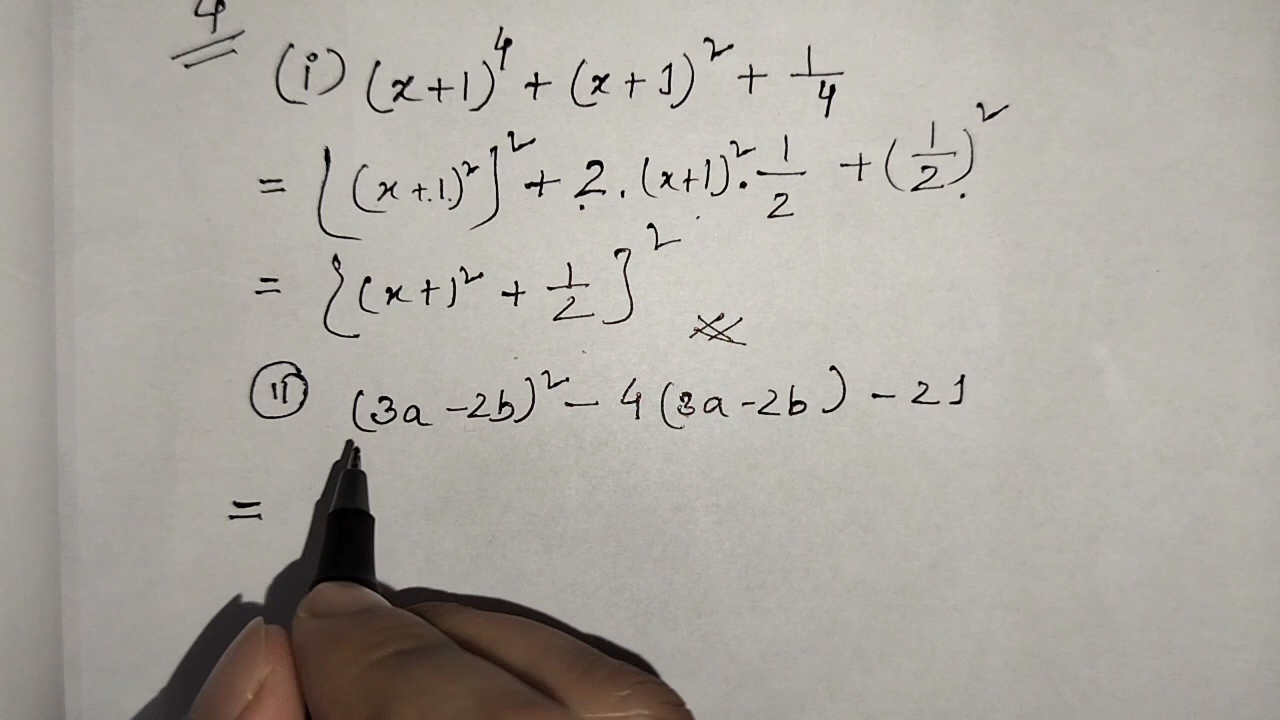 4
(i) (x+1)⁴ + (x+1)² + 1/4
= [(x+1)²]² + 2.(x+1)².1/2 + (1/2)²
= {(x+1)² + 1/2}²
(ii) (3a-2b)² - 4(3a-2b) - 21
=